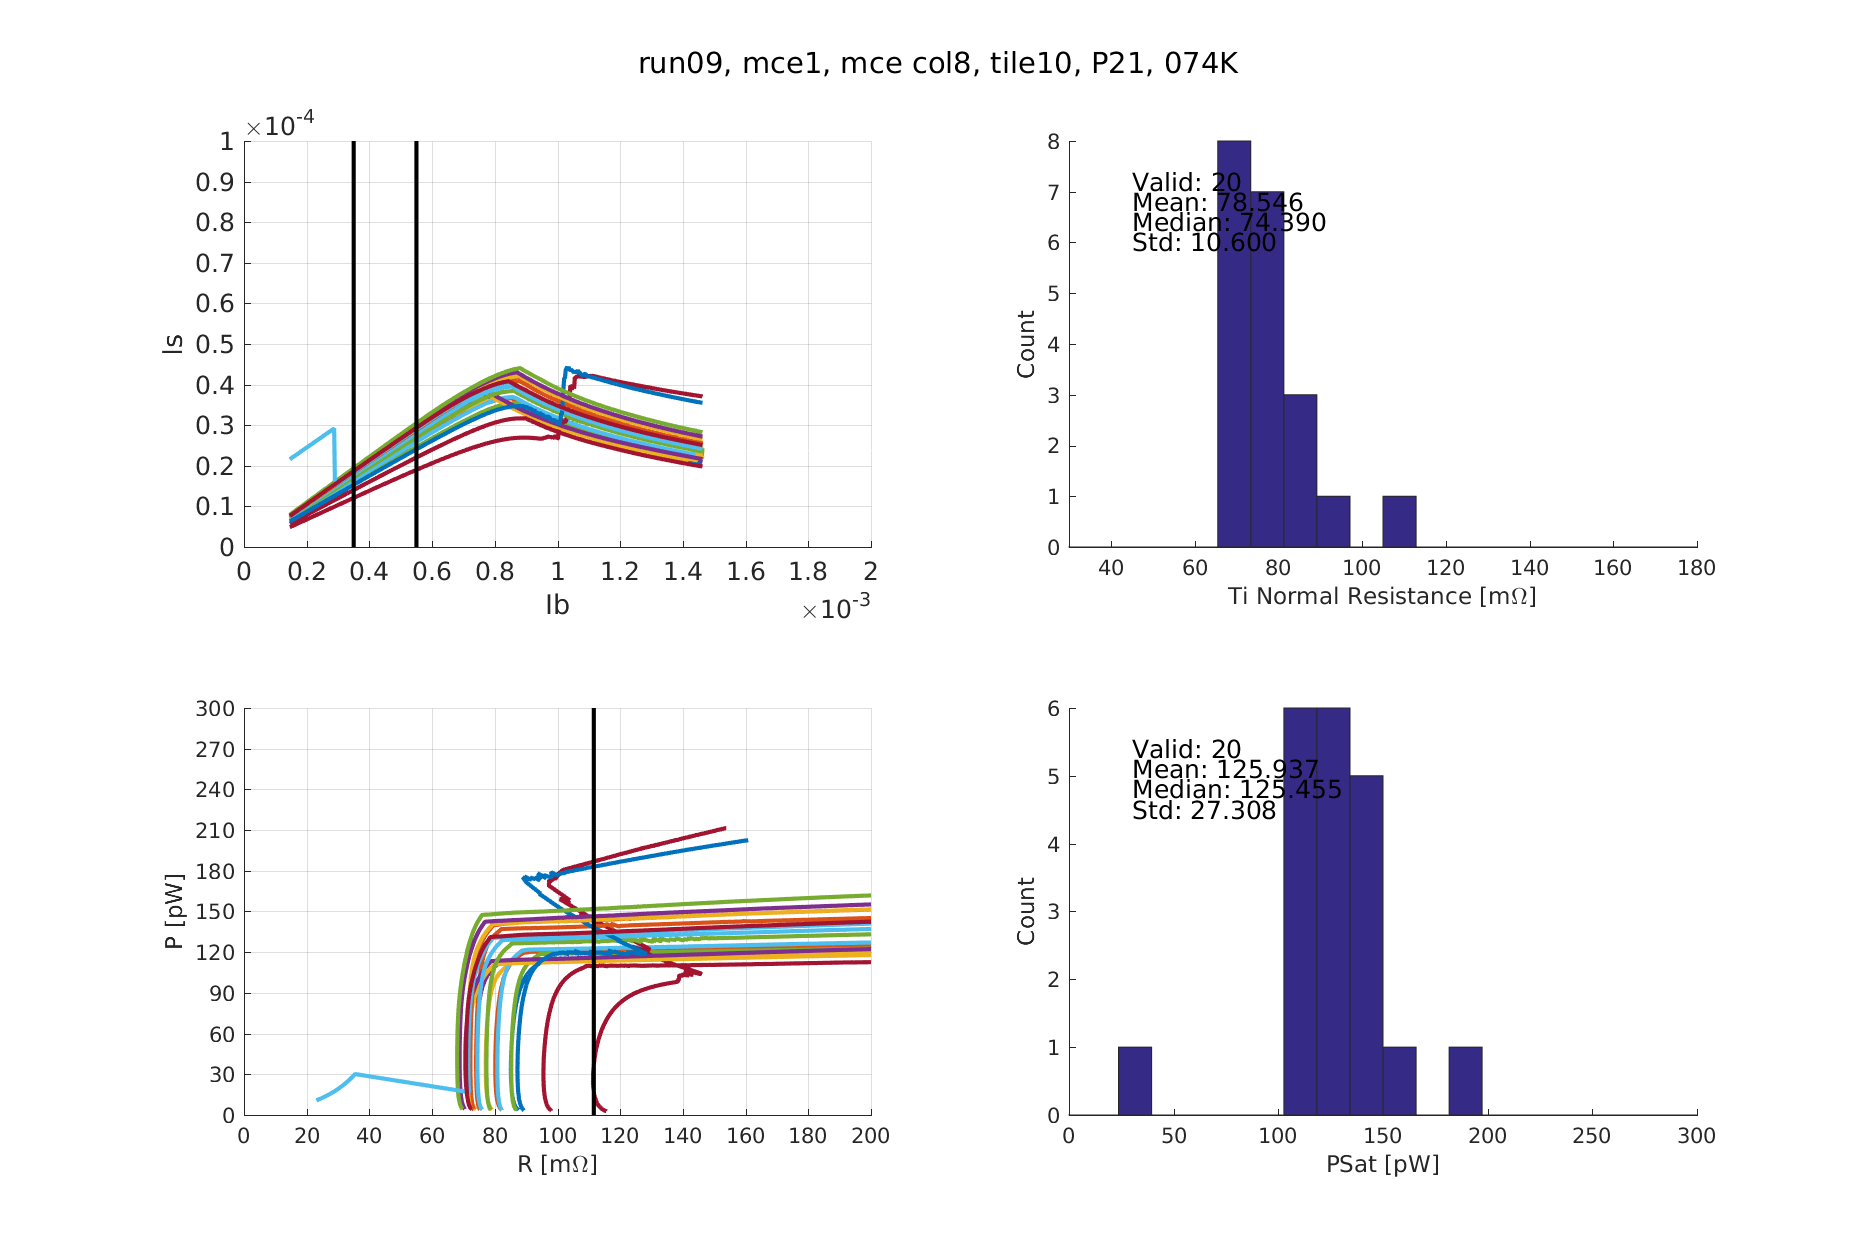 run09, mce1, mce col8, tile10, P21, 074K
×10-4
1
0.9
0.8
0.7
0.6
0.5
0.4
0.3
0.2
0.1
0
Is
0 0.2 0.4 0.6 0.8 1 1.2 1.4 1.6 1.8 2
Ib
×10-3
8
7
6
5
4
3
2
1
0
Count
Valid: 20
Mean: 78.546
Median: 74.390
Std: 10.600
40 60 80 100 120 140 160 180
Ti Normal Resistance [mΩ]
300
270
240
210
180
150
120
90
60
30
0
P [pW]
0 20 40 60 80 100 120 140 160 180 200
R [mΩ]
6
5
4
3
2
1
0
Count
Valid: 20
Mean: 125.937
Median: 125.455
Std: 27.308
0 50 100 150 200 250 300
PSat [pW]